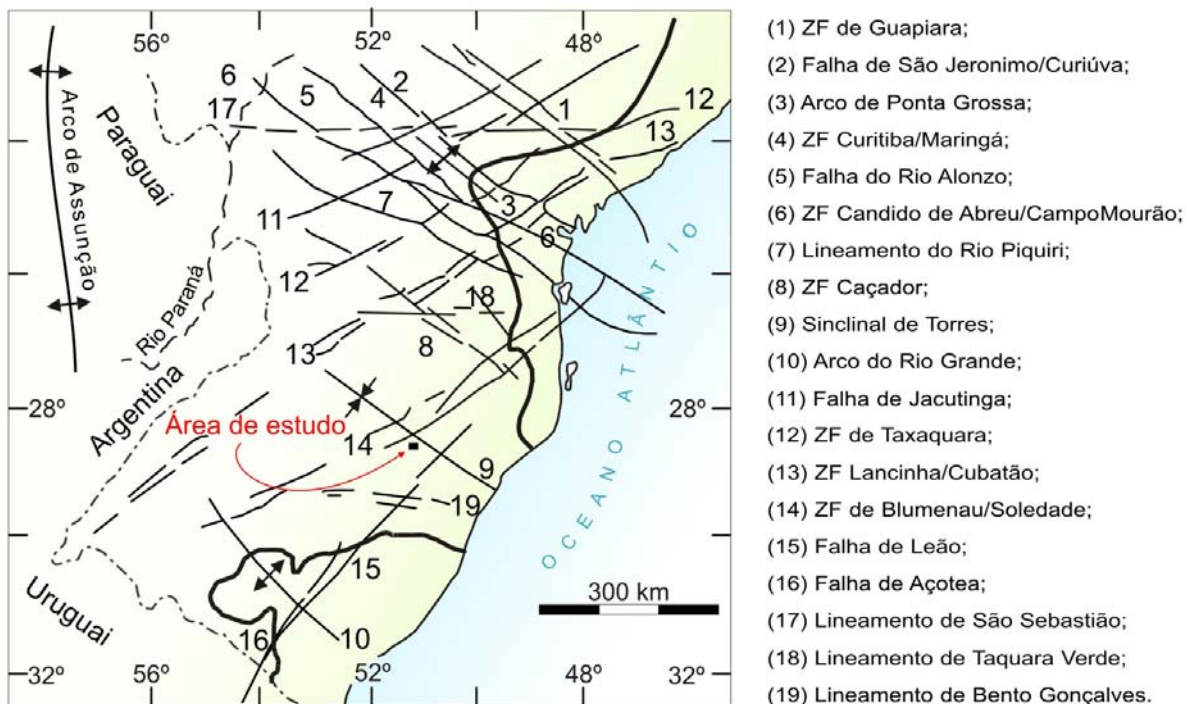 56º
52º
48º
6
2
17
5
4
1
12
13
Arco de Assunção
Paraguai
3
11
7
6
12
Rio Paraná
18
13
8
28º
28º
Argentina
Área de estudo
14
9
19
OCEANO ATLÂNTIO
15
300 km
Uruguai
16
10
32º
56º
52º
48º
32º
(1) ZF de Guapiara;
(2) Falha de São Jeronimo/Curiúva;
(3) Arco de Ponta Grossa;
(4) ZF Curitiba/Maringá;
(5) Falha do Rio Alonzo;
(6) ZF Candido de Abreu/CampoMourão;
(7) Lineamento do Rio Piquiri;
(8) ZF Caçador;
(9) Sinclinal de Torres;
(10) Arco do Rio Grande;
(11) Falha de Jacutinga;
(12) ZF de Taxaquara;
(13) ZF Lancinha/Cubatão;
(14) ZF de Blumenau/Soledade;
(15) Falha de Leão;
(16) Falha de Açotea;
(17) Lineamento de São Sebastião;
(18) Lineamento de Taquara Verde;
(19) Lineamento de Bento Gonçalves.